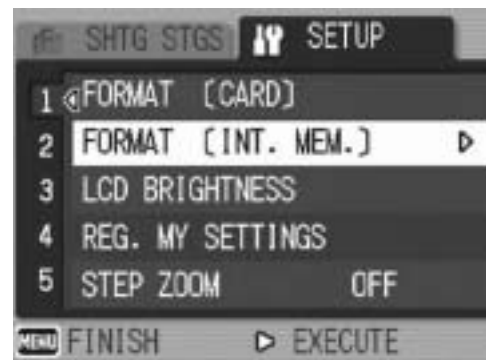 SHTG STGS SETUP
1 FORMAT [CARD]
2 FORMAT [INT. MEM.]
3 LCD BRIGHTNESS
4 REG. MY SETTINGS
5 STEP ZOOM OFF
MENU FINISH EXECUTE